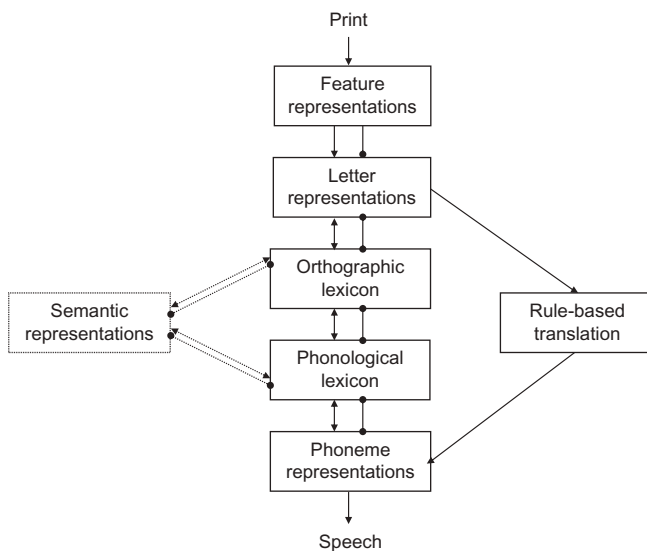 Print
Feature
representations
Letter
representations
Orthographic
lexicon
Semantic
representations
Rule-based
translation
Phonological
lexicon
Phoneme
representations
Speech